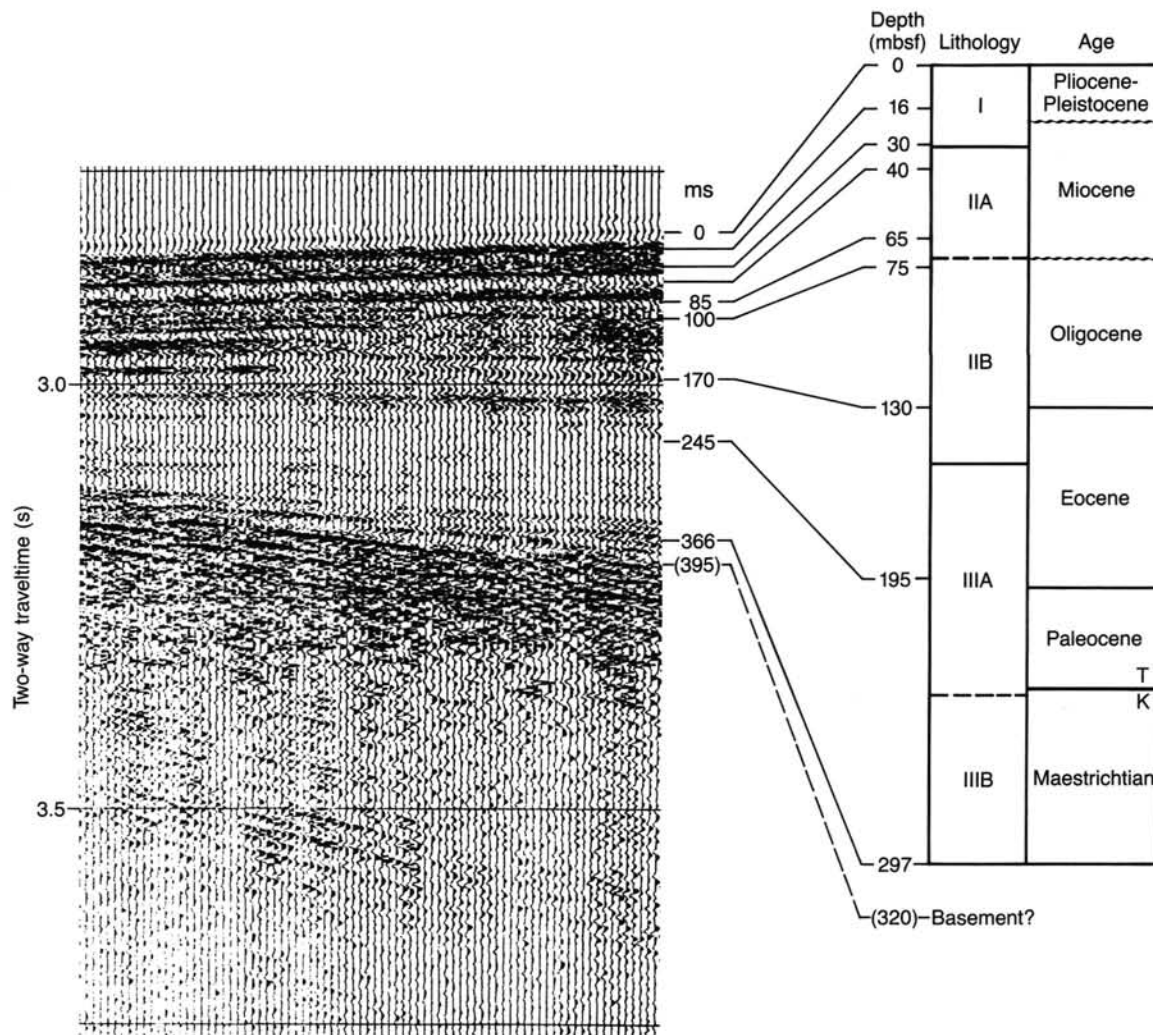 Depth
(mbsf)
Lithology
Age
0
16
30
40
65
75
130
195
297
(320)
Basement?
I
IIA
IIB
IIIA
IIIB
Pliocene-
Pleistocene
Miocene
Oligocene
Eocene
Paleocene
T
K
Maestrichtian
ms
0
85
100
170
245
366
(395)
3.0
3.5
Two-way traveltime (s)